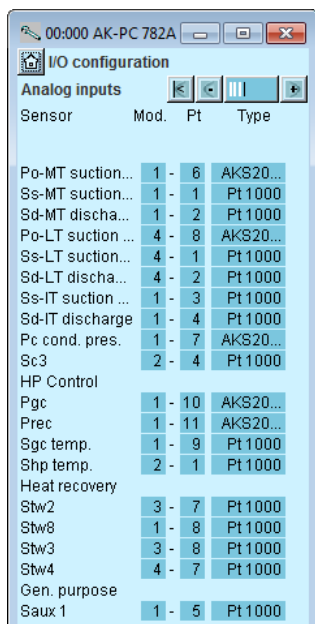 00:000 AK-PC 782A
I/O configuration
Analog inputs
Sensor Mod. Pt Type
Po-MT suction... 1 - 6 AKS20...
Ss-MT suction... 1 - 1 Pt 1000
Sd-MT discha... 1 - 2 Pt 1000
Po-LT suction ... 4 - 8 AKS20...
Ss-LT suction... 4 - 1 Pt 1000
Sd-LT discha... 4 - 2 Pt 1000
Ss-IT suction ... 1 - 3 Pt 1000
Sd-IT discharge 1 - 4 Pt 1000
Pc cond. pres. 1 - 7 AKS20...
Sc3 2 - 4 Pt 1000
HP Control
Pgc 1 - 10 AKS20...
Prec 1 - 11 AKS20...
Sgc temp. 1 - 9 Pt 1000
Shp temp. 2 - 1 Pt 1000
Heat recovery
Stw2 3 - 7 Pt 1000
Stw8 1 - 8 Pt 1000
Stw3 3 - 8 Pt 1000
Stw4 4 - 7 Pt 1000
Gen. purpose
Saux 1 1 - 5 Pt 1000